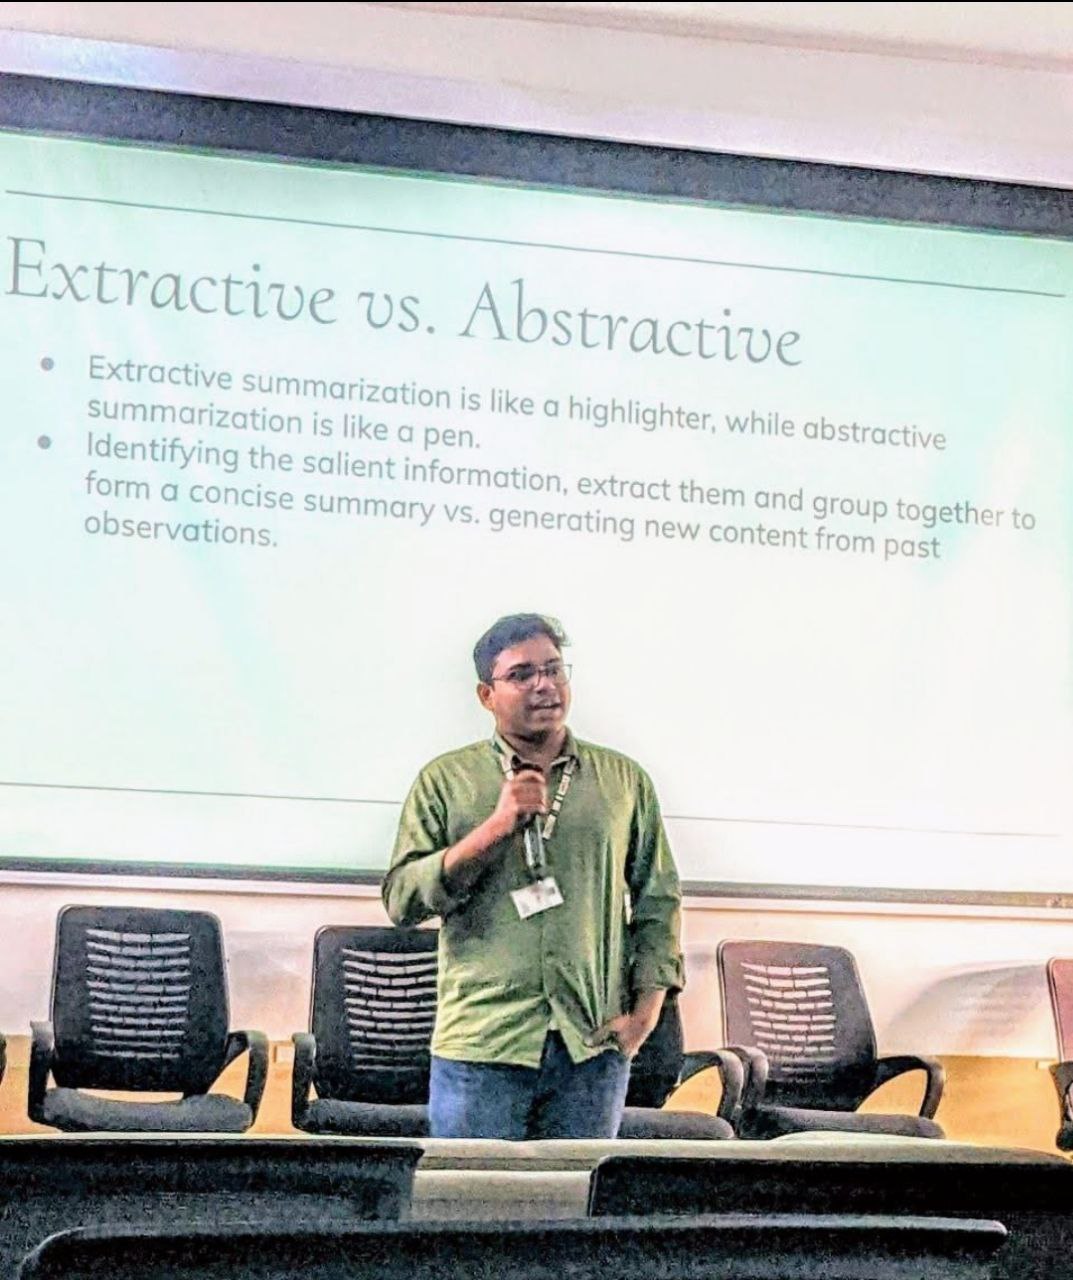 Extractive vs. Abstractive
Extractive summarization is like a highlighter, while abstractive
summarization is like a pen.
Identifying the salient information, extract them and group together to
form a concise summary vs. generating new content from past
observations.